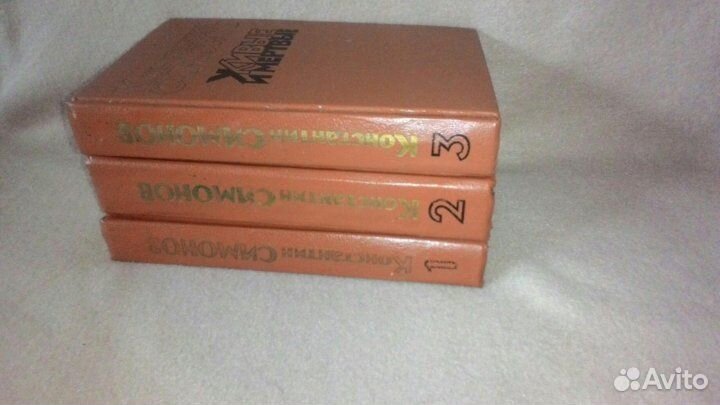 ЖИВЫЕ
И МЕРТВЫЕ
КОНСТАНТИН СИМОНОВ 3
КОНСТАНТИН СИМОНОВ 2
КОНСТАНТИН СИМОНОВ 1
Avito